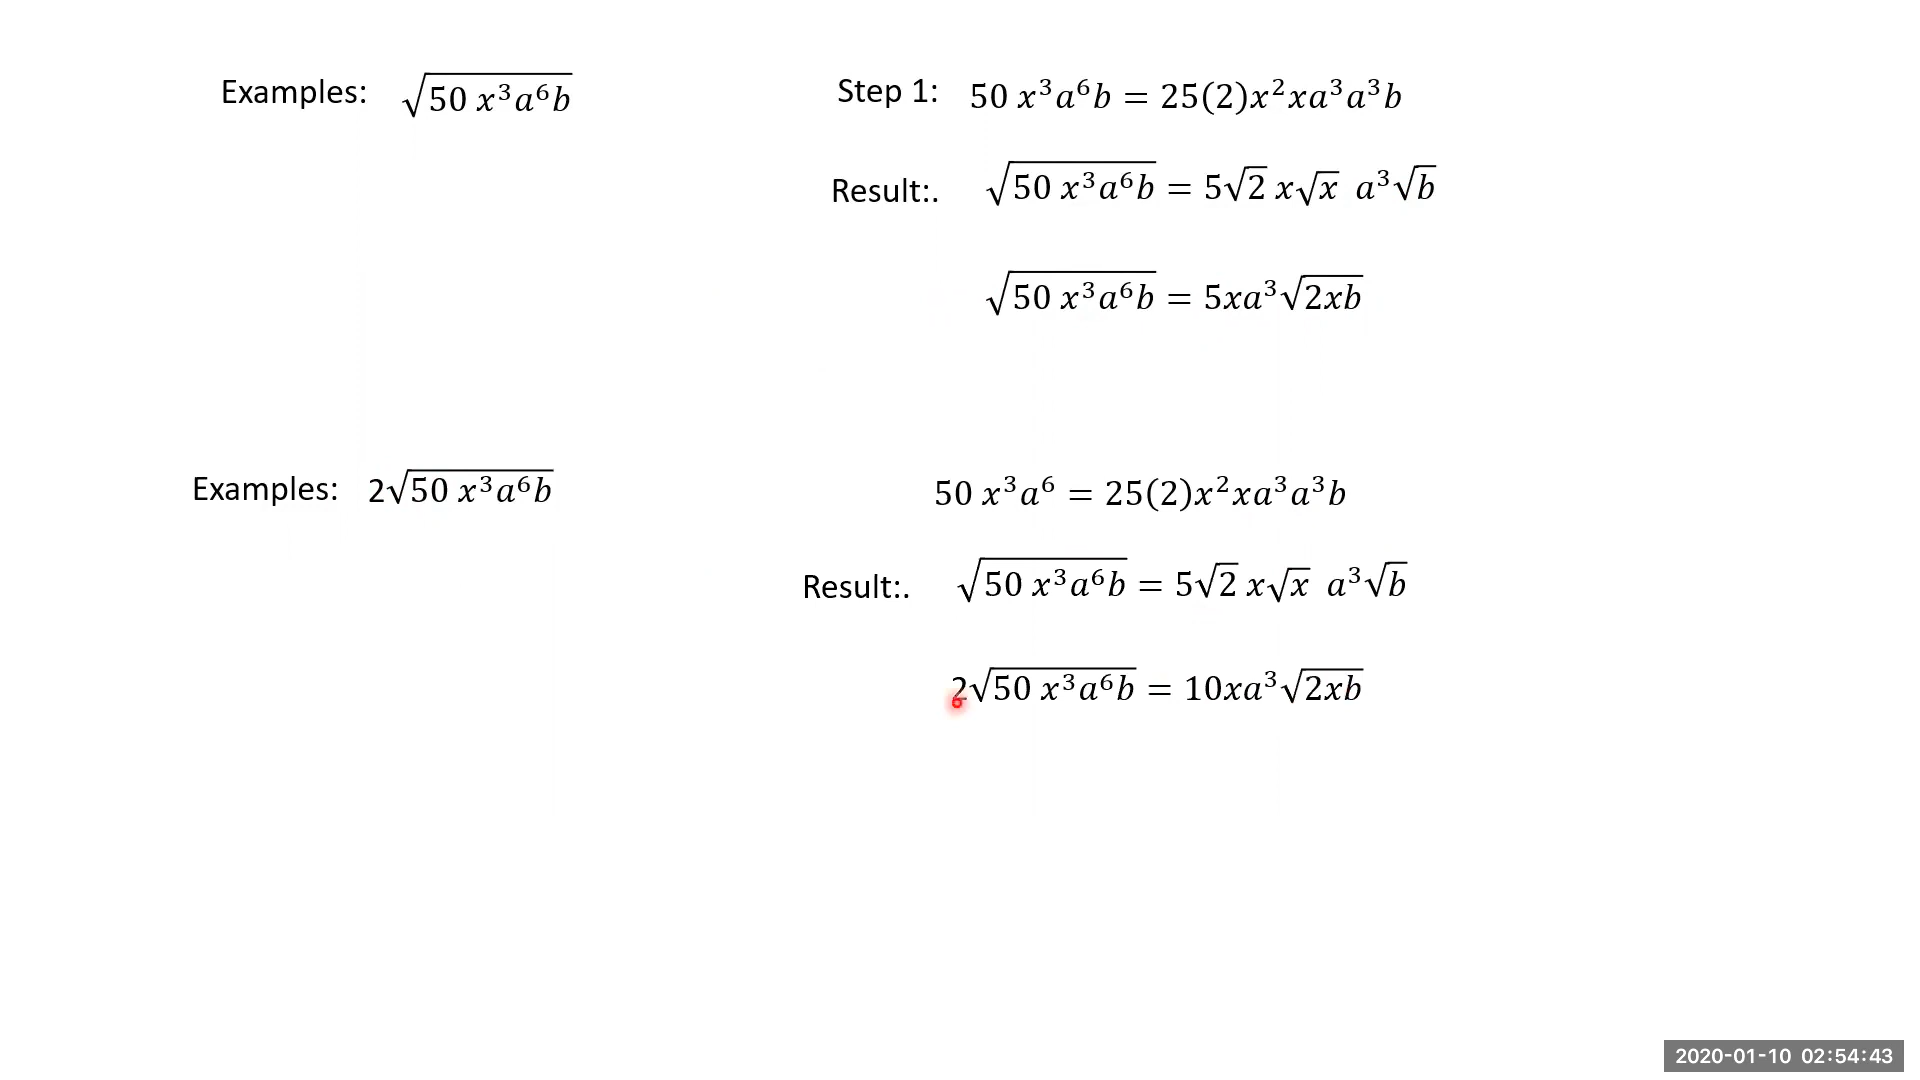 Examples: √(50 x³a⁶b)
Step 1: 50 x³a⁶b = 25(2)x²xa³a³b
Result:. √(50 x³a⁶b) = 5√2 x√x a³√b
√(50 x³a⁶b) = 5xa³√(2xb)
Examples: 2√(50 x³a⁶b)
50 x³a⁶ = 25(2)x²xa³a³b
Result:. √(50 x³a⁶b) = 5√2 x√x a³√b
2√(50 x³a⁶b) = 10xa³√(2xb)
2020-01-10 02:54:43